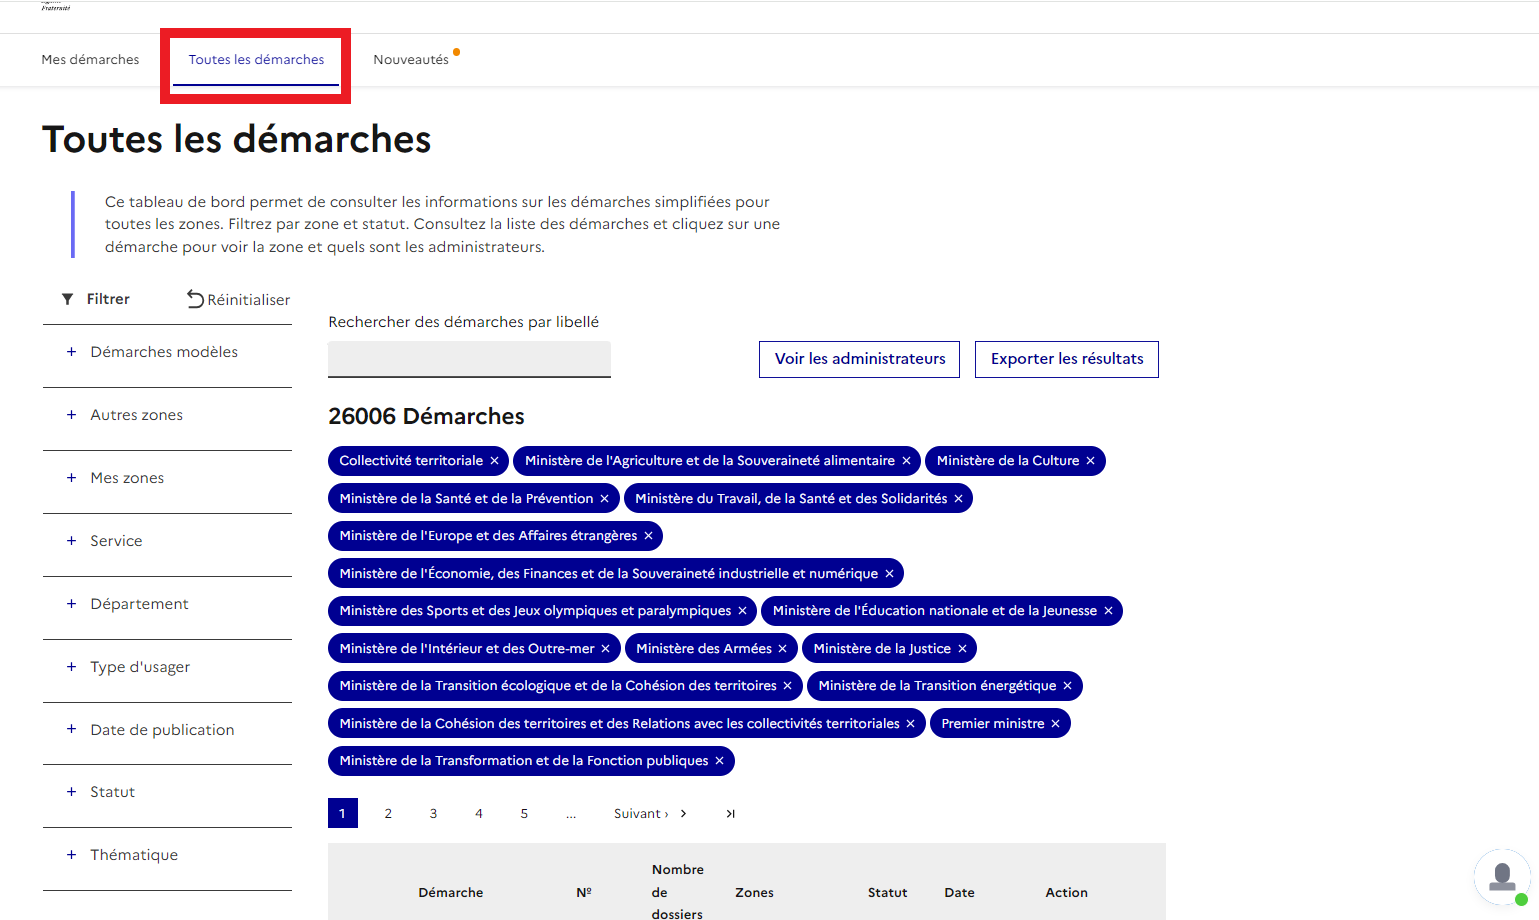 Fraternité
Mes démarches
Toutes les démarches
Nouveautés
Toutes les démarches
Ce tableau de bord permet de consulter les informations sur les démarches simplifiées pour
toutes les zones. Filtrez par zone et statut. Consultez la liste des démarches et cliquez sur une
démarche pour voir la zone et quels sont les administrateurs.
Filtrer
Réinitialiser
Démarches modèles
Autres zones
Mes zones
Service
Département
Type d'usager
Date de publication
Statut
Thématique
Rechercher des démarches par libellé
Voir les administrateurs
Exporter les résultats
26006 Démarches
Collectivité territoriale ×
Ministère de l'Agriculture et de la Souveraineté alimentaire ×
Ministère de la Culture ×
Ministère de la Santé et de la Prévention ×
Ministère du Travail, de la Santé et des Solidarités ×
Ministère de l'Europe et des Affaires étrangères ×
Ministère de l'Économie, des Finances et de la Souveraineté industrielle et numérique ×
Ministère des Sports et des Jeux olympiques et paralympiques ×
Ministère de l'Éducation nationale et de la Jeunesse ×
Ministère de l'Intérieur et des Outre-mer ×
Ministère des Armées ×
Ministère de la Justice ×
Ministère de la Transition écologique et de la Cohésion des territoires ×
Ministère de la Transition énergétique ×
Ministère de la Cohésion des territoires et des Relations avec les collectivités territoriales ×
Premier ministre ×
Ministère de la Transformation et de la Fonction publiques ×
1 2 3 4 5 ... Suivant ›
Démarche
Nº
Nombre
de
dossiers
Zones
Statut
Date
Action